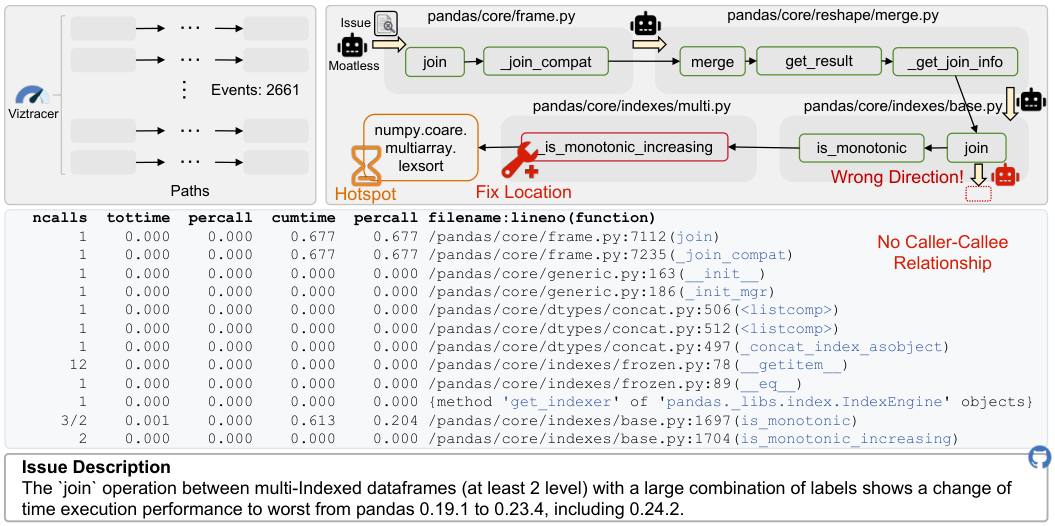 Viztracer
...
...
Events: 2661
...
...
Paths
Issue
Moatless
pandas/core/frame.py
join
_join_compat
pandas/core/reshape/merge.py
merge
get_result
_get_join_info
pandas/core/indexes/multi.py
pandas/core/indexes/base.py
numpy.coare.
multiarray.
lexsort
Hotspot
_is_monotonic_increasing
Fix Location
is_monotonic
join
Wrong Direction!
ncalls tottime percall cumtime percall filename:lineno(function)
1 0.000 0.000 0.677 0.677 /pandas/core/frame.py:7112(join)
1 0.000 0.000 0.677 0.677 /pandas/core/frame.py:7235(_join_compat)
1 0.000 0.000 0.000 0.000 /pandas/core/generic.py:163(__init__)
1 0.000 0.000 0.000 0.000 /pandas/core/generic.py:186(_init_mgr)
1 0.000 0.000 0.000 0.000 /pandas/core/dtypes/concat.py:506(<listcomp>)
1 0.000 0.000 0.000 0.000 /pandas/core/dtypes/concat.py:512(<listcomp>)
1 0.000 0.000 0.000 0.000 /pandas/core/dtypes/concat.py:497(_concat_index_asobject)
12 0.000 0.000 0.000 0.000 /pandas/core/indexes/frozen.py:78(__getitem__)
1 0.000 0.000 0.000 0.000 /pandas/core/indexes/frozen.py:89(__eq__)
1 0.000 0.000 0.000 0.000 {method 'get_indexer' of 'pandas._libs.index.IndexEngine' objects}
3/2 0.001 0.000 0.613 0.204 /pandas/core/indexes/base.py:1697(is_monotonic)
2 0.000 0.000 0.000 0.000 /pandas/core/indexes/base.py:1704(is_monotonic_increasing)
No Caller-Callee
Relationship
Issue Description
The `join` operation between multi-Indexed dataframes (at least 2 level) with a large combination of labels shows a change of
time execution performance to worst from pandas 0.19.1 to 0.23.4, including 0.24.2.